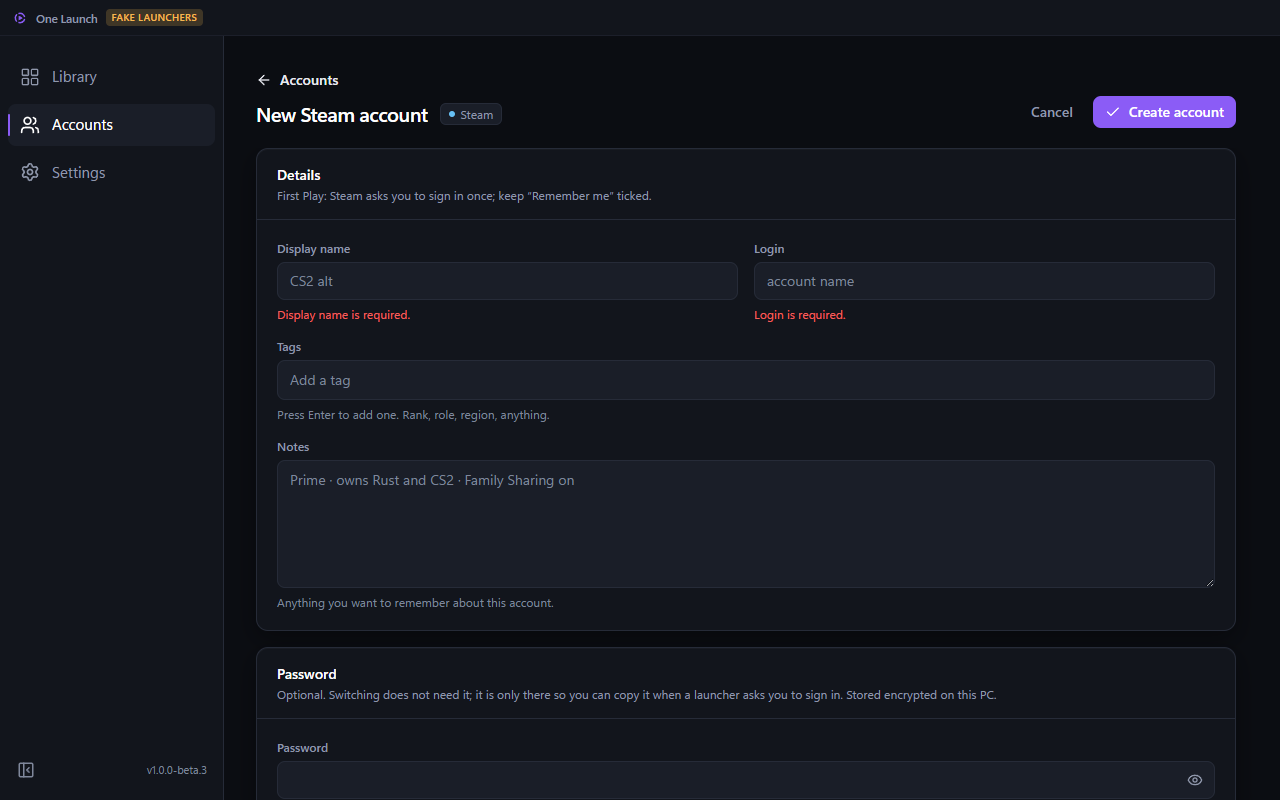 One Launch FAKE LAUNCHERS
Library
Accounts
Settings
v1.0.0-beta.3
Accounts
New Steam account
Steam
Cancel
Create account
Details
First Play: Steam asks you to sign in once; keep “Remember me” ticked.
Display name
CS2 alt
Display name is required.
Login
account name
Login is required.
Tags
Add a tag
Press Enter to add one. Rank, role, region, anything.
Notes
Prime · owns Rust and CS2 · Family Sharing on
Anything you want to remember about this account.
Password
Optional. Switching does not need it; it is only there so you can copy it when a launcher asks you to sign in. Stored encrypted on this PC.
Password